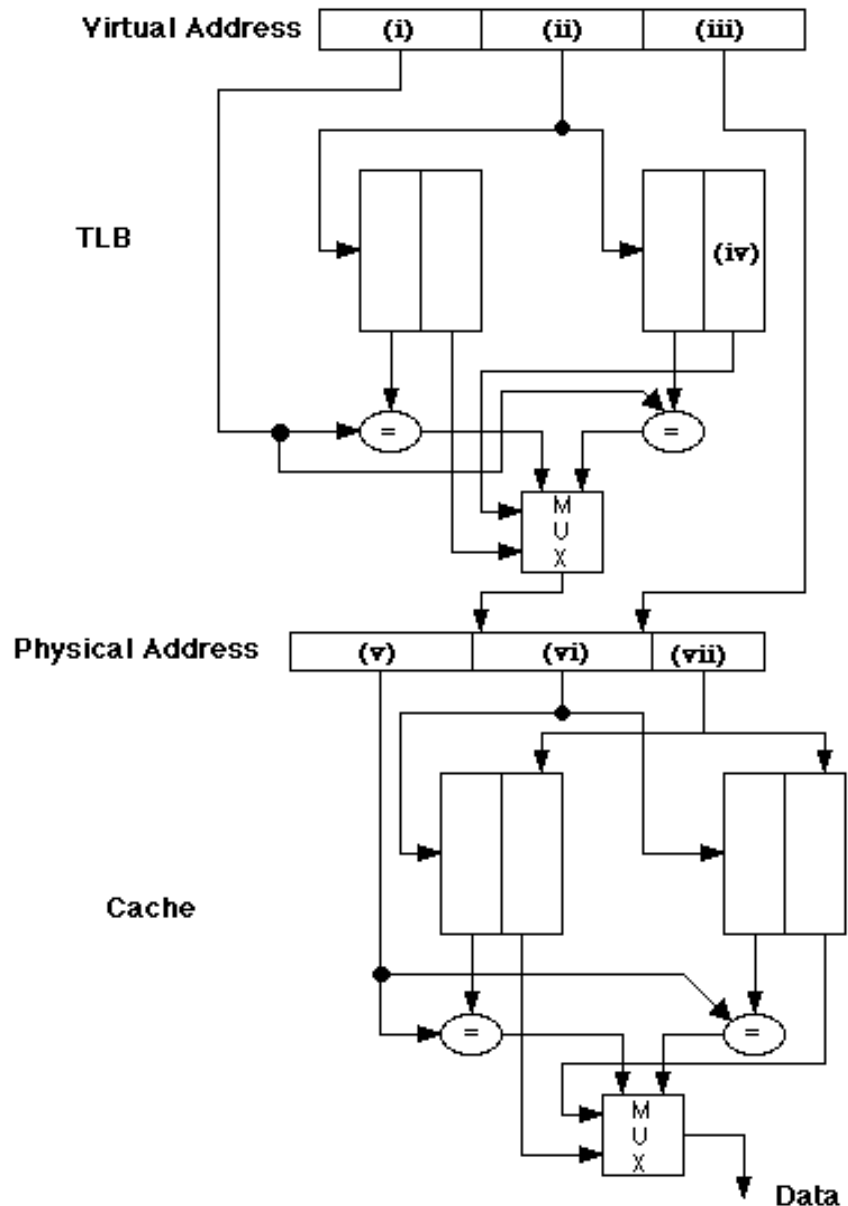 Virtual Address (i) (ii) (iii)
TLB
(iv)
= =
M
U
X
Physical Address (v) (vi) (vii)
Cache
= =
M
U
X
Data